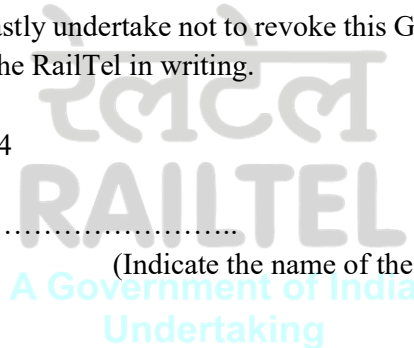 astly undertake not to revoke this G
he RailTel in writing.
रेलटेल
4
RAILTEL
……………………..
(Indicate the name of the
A Government of India
Undertaking